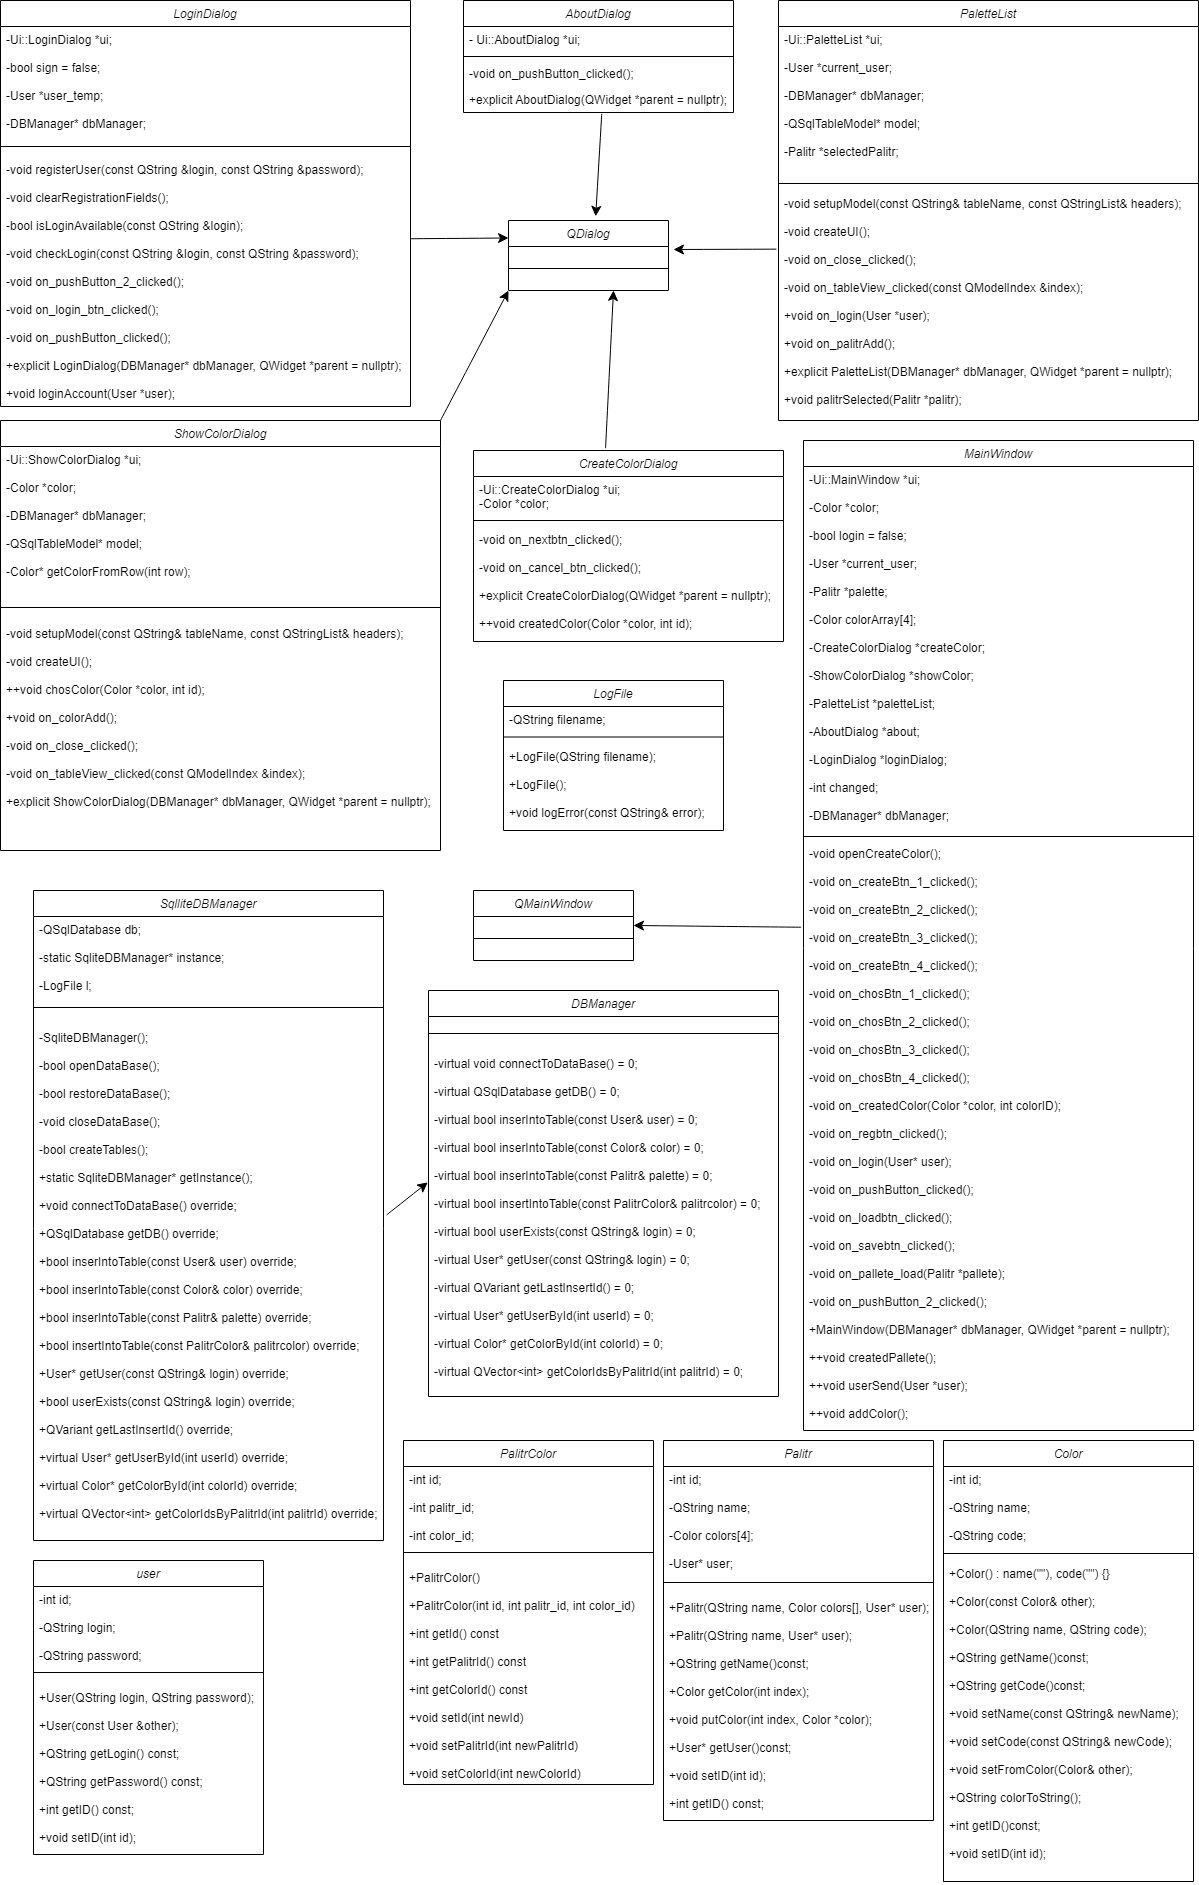 LoginDialog
-Ui::LoginDialog *ui;
-bool sign = false;
-User *user_temp;
-DBManager* dbManager;
-void registerUser(const QString &login, const QString &password);
-void clearRegistrationFields();
-bool isLoginAvailable(const QString &login);
-void checkLogin(const QString &login, const QString &password);
-void on_pushButton_2_clicked();
-void on_login_btn_clicked();
-void on_pushButton_clicked();
+explicit LoginDialog(DBManager* dbManager, QWidget *parent = nullptr);
+void loginAccount(User *user);
AboutDialog
- Ui::AboutDialog *ui;
-void on_pushButton_clicked();
+explicit AboutDialog(QWidget *parent = nullptr);
PaletteList
-Ui::PaletteList *ui;
-User *current_user;
-DBManager* dbManager;
-QSqlTableModel* model;
-Palitr *selectedPalitr;
-void setupModel(const QString& tableName, const QStringList& headers);
-void createUI();
-void on_close_clicked();
-void on_tableView_clicked(const QModelIndex &index);
+void on_login(User *user);
+void on_palitrAdd();
+explicit PaletteList(DBManager* dbManager, QWidget *parent = nullptr);
+void palitrSelected(Palitr *palitr);
QDialog
ShowColorDialog
-Ui::ShowColorDialog *ui;
-Color *color;
-DBManager* dbManager;
-QSqlTableModel* model;
-Color* getColorFromRow(int row);
-void setupModel(const QString& tableName, const QStringList& headers);
-void createUI();
++void chosColor(Color *color, int id);
+void on_colorAdd();
-void on_close_clicked();
-void on_tableView_clicked(const QModelIndex &index);
+explicit ShowColorDialog(DBManager* dbManager, QWidget *parent = nullptr);
CreateColorDialog
-Ui::CreateColorDialog *ui;
-Color *color;
-void on_nextbtn_clicked();
-void on_cancel_btn_clicked();
+explicit CreateColorDialog(QWidget *parent = nullptr);
++void createdColor(Color *color, int id);
MainWindow
-Ui::MainWindow *ui;
-Color *color;
-bool login = false;
-User *current_user;
-Palitr *palette;
-Color colorArray[4];
-CreateColorDialog *createColor;
-ShowColorDialog *showColor;
-PaletteList *paletteList;
-AboutDialog *about;
-LoginDialog *loginDialog;
-int changed;
-DBManager* dbManager;
-void openCreateColor();
-void on_createBtn_1_clicked();
-void on_createBtn_2_clicked();
-void on_createBtn_3_clicked();
-void on_createBtn_4_clicked();
-void on_chosBtn_1_clicked();
-void on_chosBtn_2_clicked();
-void on_chosBtn_3_clicked();
-void on_chosBtn_4_clicked();
-void on_createdColor(Color *color, int colorID);
-void on_regbtn_clicked();
-void on_login(User* user);
-void on_pushButton_clicked();
-void on_loadbtn_clicked();
-void on_savebtn_clicked();
-void on_pallete_load(Palitr *pallete);
-void on_pushButton_2_clicked();
+MainWindow(DBManager* dbManager, QWidget *parent = nullptr);
++void createdPallete();
++void userSend(User *user);
++void addColor();
LogFile
-QString filename;
+LogFile(QString filename);
+LogFile();
+void logError(const QString& error);
QMainWindow
SqlliteDBManager
-QSqlDatabase db;
-static SqliteDBManager* instance;
-LogFile l;
-SqliteDBManager();
-bool openDataBase();
-bool restoreDataBase();
-void closeDataBase();
-bool createTables();
+static SqliteDBManager* getInstance();
+void connectToDataBase() override;
+QSqlDatabase getDB() override;
+bool inserIntoTable(const User& user) override;
+bool inserIntoTable(const Color& color) override;
+bool inserIntoTable(const Palitr& palette) override;
+bool insertIntoTable(const PalitrColor& palitrcolor) override;
+User* getUser(const QString& login) override;
+bool userExists(const QString& login) override;
+QVariant getLastInsertId() override;
+virtual User* getUserById(int userId) override;
+virtual Color* getColorById(int colorId) override;
+virtual QVector<int> getColorIdsByPalitrId(int palitrId) override;
DBManager
-virtual void connectToDataBase() = 0;
-virtual QSqlDatabase getDB() = 0;
-virtual bool inserIntoTable(const User& user) = 0;
-virtual bool inserIntoTable(const Color& color) = 0;
-virtual bool inserIntoTable(const Palitr& palette) = 0;
-virtual bool insertIntoTable(const PalitrColor& palitrcolor) = 0;
-virtual bool userExists(const QString& login) = 0;
-virtual User* getUser(const QString& login) = 0;
-virtual QVariant getLastInsertId() = 0;
-virtual User* getUserById(int userId) = 0;
-virtual Color* getColorById(int colorId) = 0;
-virtual QVector<int> getColorIdsByPalitrId(int palitrId) = 0;
user
-int id;
-QString login;
-QString password;
+User(QString login, QString password);
+User(const User &other);
+QString getLogin() const;
+QString getPassword() const;
+int getID() const;
+void setID(int id);
PalitrColor
-int id;
-int palitr_id;
-int color_id;
+PalitrColor()
+PalitrColor(int id, int palitr_id, int color_id)
+int getId() const
+int getPalitrId() const
+int getColorId() const
+void setId(int newId)
+void setPalitrId(int newPalitrId)
+void setColorId(int newColorId)
Palitr
-int id;
-QString name;
-Color colors[4];
-User* user;
+Palitr(QString name, Color colors[], User* user);
+Palitr(QString name, User* user);
+QString getName()const;
+Color getColor(int index);
+void putColor(int index, Color *color);
+User* getUser()const;
+void setID(int id);
+int getID() const;
Color
-int id;
-QString name;
-QString code;
+Color() : name(""), code("") {}
+Color(const Color& other);
+Color(QString name, QString code);
+QString getName()const;
+QString getCode()const;
+void setName(const QString& newName);
+void setCode(const QString& newCode);
+void setFromColor(Color& other);
+QString colorToString();
+int getID()const;
+void setID(int id);